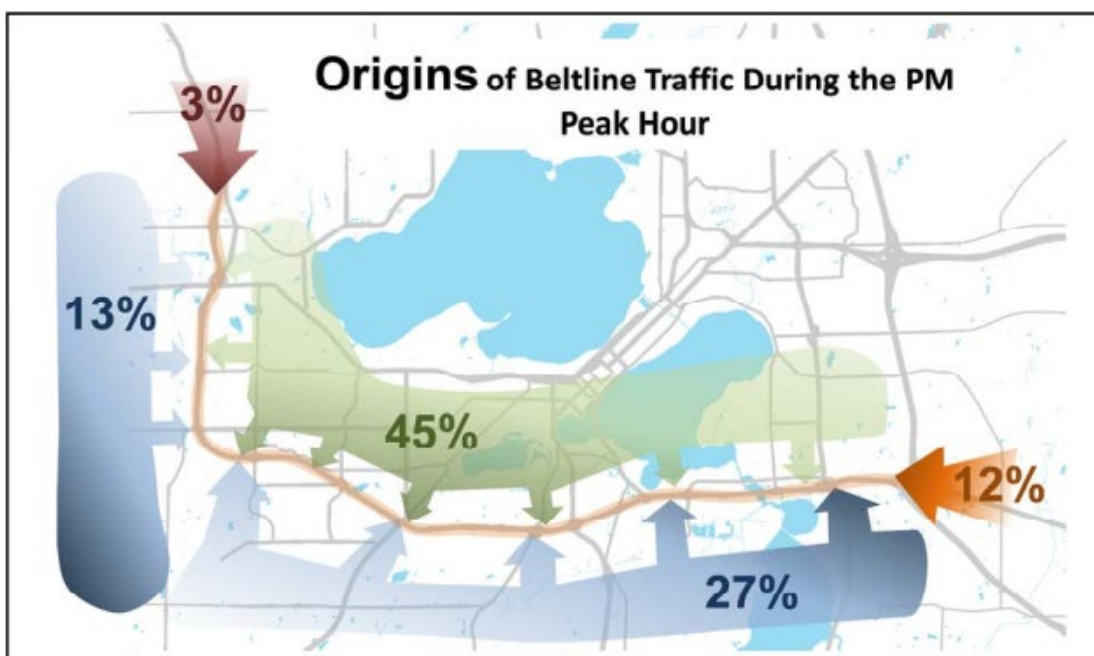 Origins of Beltline Traffic During the PM
Peak Hour
3%
13%
45%
12%
27%